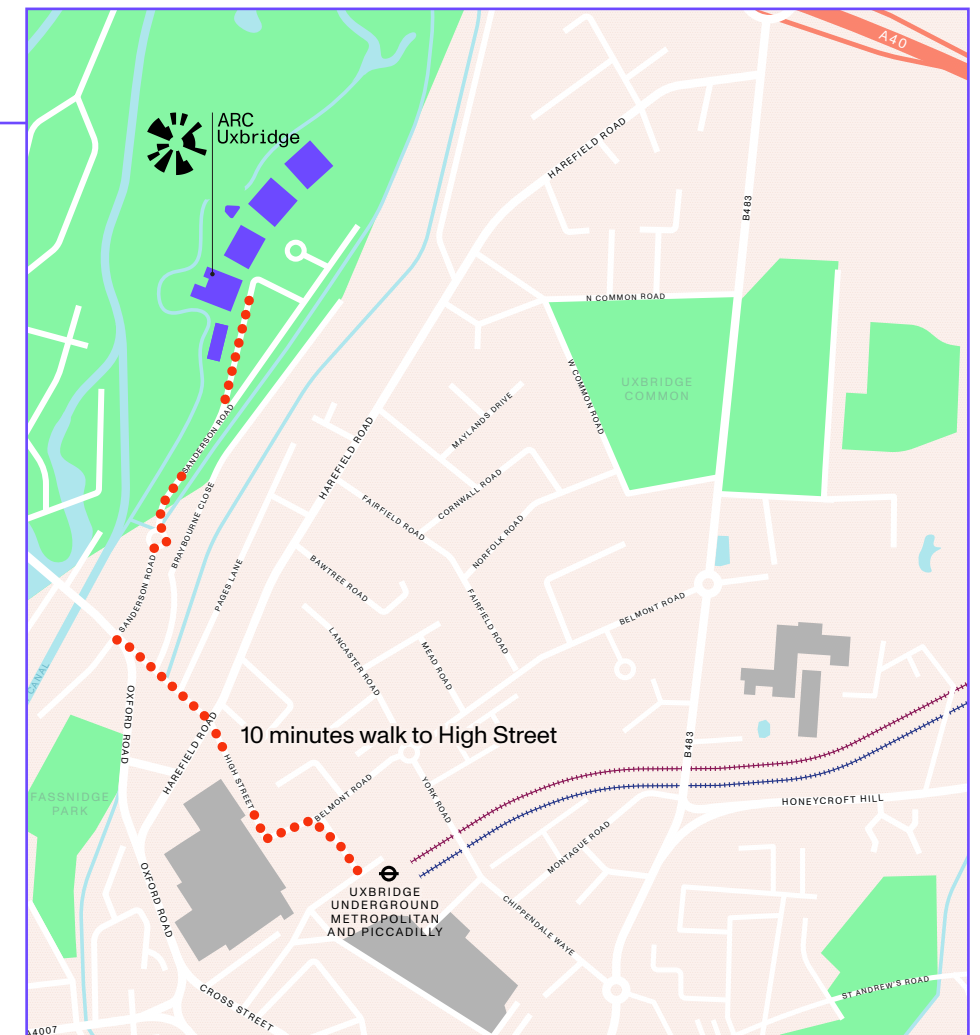 A40
ARC
Uxbridge
HAREFIELD ROAD
B483
N COMMON ROAD
UXBRIDGE
COMMON
W COMMON ROAD
MAYLANDS DRIVE
SANDERSON ROAD
HAREFIELD ROAD
CORNWALL ROAD
FAIRFIELD ROAD
BRAYBOURNE CLOSE
NORFOLK ROAD
PAGES LANE
BAWTREE ROAD
SANDERSON ROAD
FAIRFIELD ROAD
BELMONT ROAD
LANCASTER ROAD
MEAD ROAD
CANAL
OXFORD ROAD
HAREFIELD ROAD
10 minutes walk to High Street
B483
HIGH STREET
BELMONT ROAD
YORK ROAD
FASSNIDGE
PARK
HONEYCROFT HILL
MONTAGUE ROAD
OXFORD ROAD
UXBRIDGE
UNDERGROUND
METROPOLITAN
AND PICCADILLY
CHIPPENDALE WAYE
ST ANDREW'S ROAD
CROSS STREET
A4007